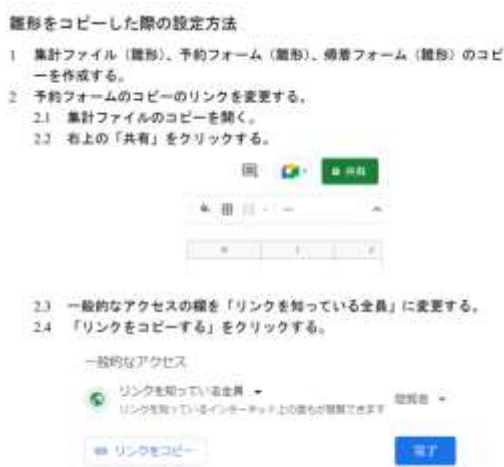 雛形をコピーした際の設定方法
1 集計ファイル（雛形）、予約フォーム（雛形）、帰着フォーム（雛形）のコピ
ーを作成する。
2 予約フォームのコピーのリンクを変更する。
2.1 集計ファイルのコピーを開く。
2.2 右上の「共有」をクリックする。
共有
2.3 一般的なアクセスの欄を「リンクを知っている全員」に変更する。
2.4 「リンクをコピーする」をクリックする。
一般的なアクセス
リンクを知っている全員
リンクを知っているインターネット上の誰もが閲覧できます
閲覧者
リンクをコピー
完了